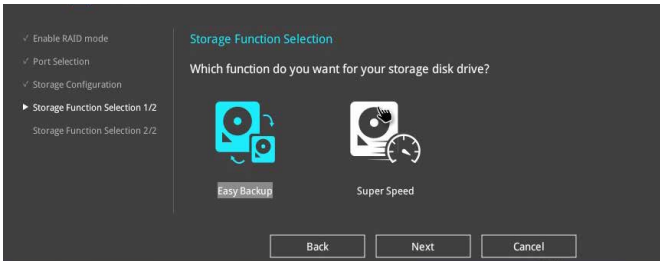 ✓ Enable RAID mode
✓ Port Selection
✓ Storage Configuration
▶ Storage Function Selection 1/2
Storage Function Selection 2/2
Storage Function Selection
Which function do you want for your storage disk drive?
Easy Backup
Super Speed
Back
Next
Cancel